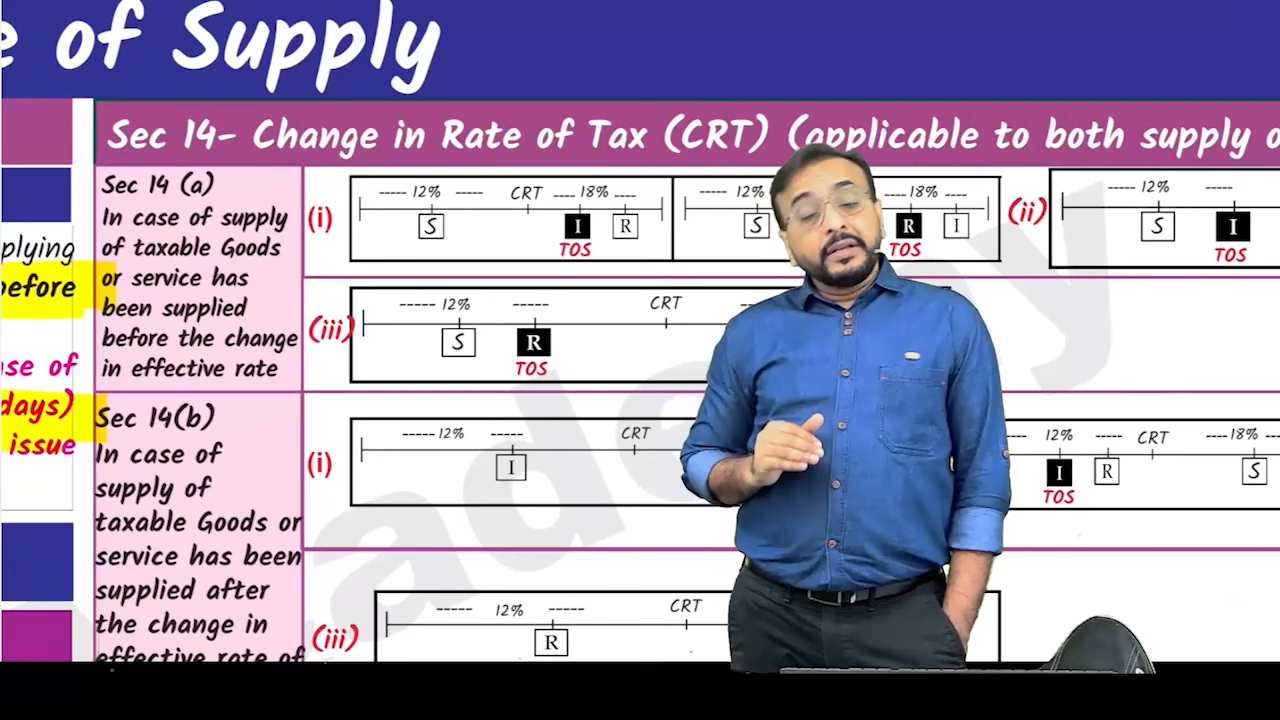 e of Supply
Sec 14- Change in Rate of Tax (CRT) (applicable to both supply o
plying
before
se of
days)
issue
Sec 14 (a)
In case of supply
of taxable Goods
or service has
been supplied
before the change
in effective rate
(i)
----- 12% -----
CRT
----18% ----
S
I
R
TOS
----- 12%
S
----18% ----
R
I
TOS
(ii)
----- 12% -----
S
I
TOS
(iii)
----- 12% -----
CRT
S
R
TOS
Sec 14(b)
In case of
supply of
taxable Goods or
service has been
supplied after
the change in
effective rate of
(i)
-----12% -----
CRT
I
12% ----- CRT ----18%
I
R
S
TOS
(iii)
----- 12% -----
CRT
R